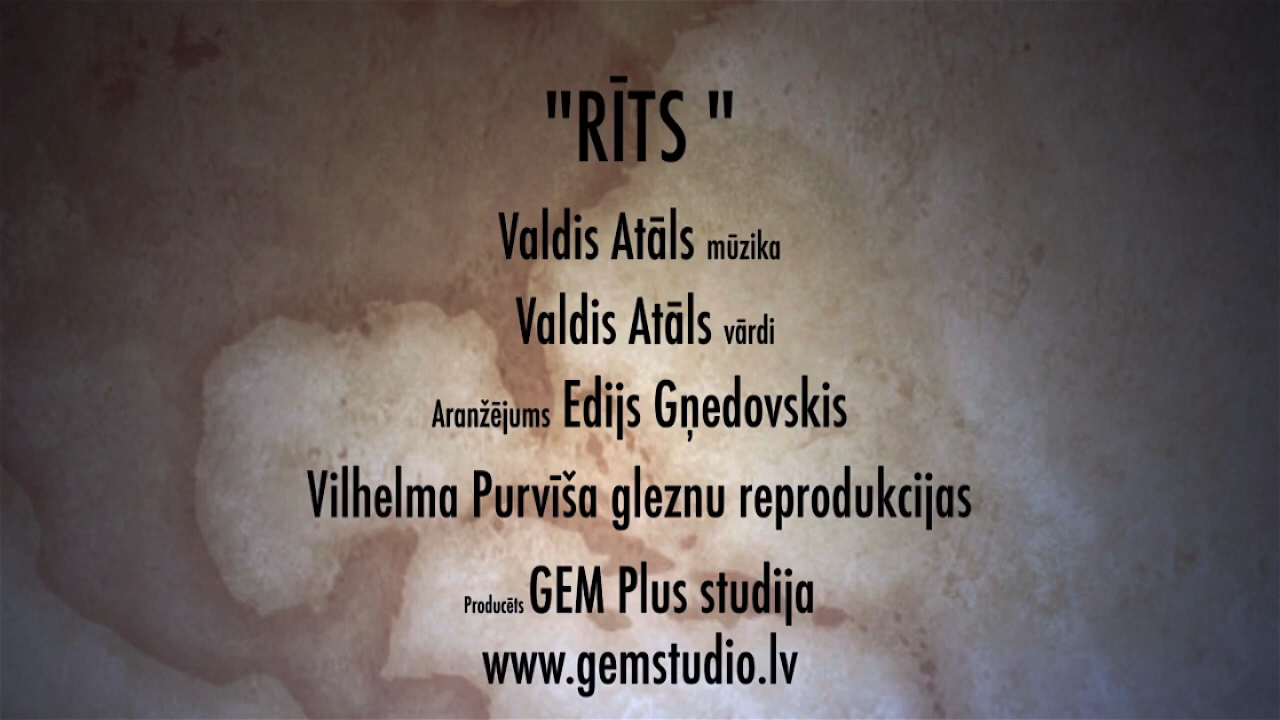 "RĪTS "
Valdis Atāls mūzika
Valdis Atāls vārdi
Aranžējums Edijs Gņedovskis
Vilhelma Purvīša gleznu reprodukcijas
Producēts GEM Plus studija
www.gemstudio.lv